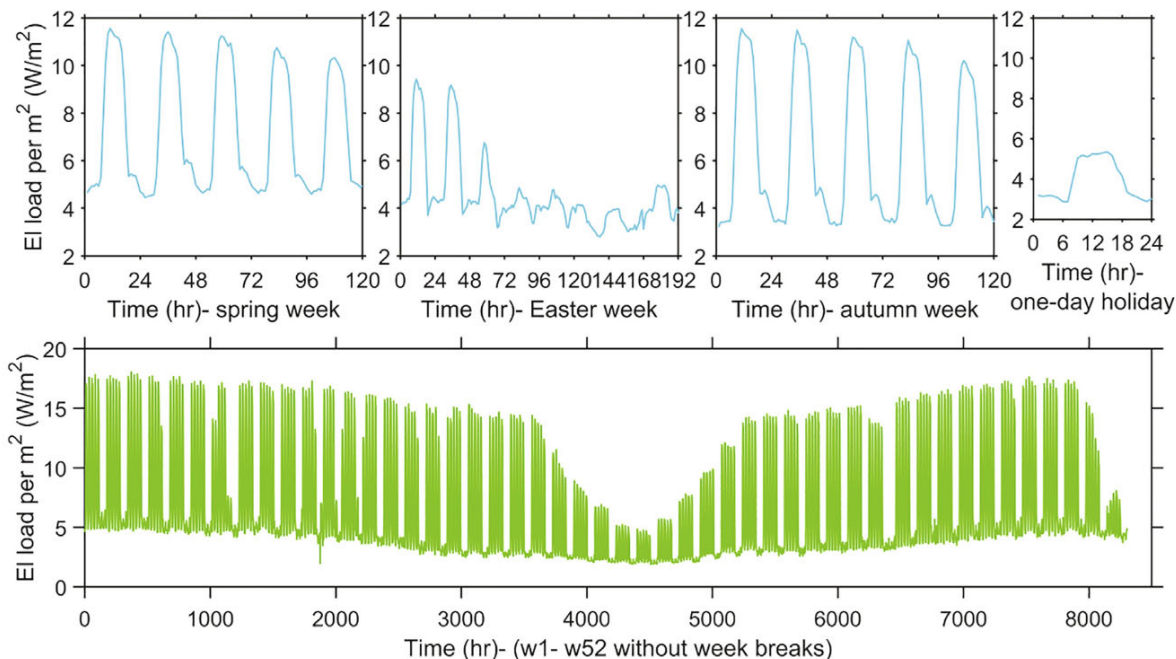 El load per m² (W/m²)
12
10
8
6
4
2
0 24 48 72 96 120
Time (hr)- spring week
12
10
8
6
4
2
0 24 48 72 96 120 144 168 192
Time (hr)- Easter week
12
10
8
6
4
2
0 24 48 72 96 120
Time (hr)- autumn week
12
10
8
6
4
2
0 6 12 18 24
Time (hr)-
one-day holiday
El load per m² (W/m²)
20
15
10
5
0
0 1000 2000 3000 4000 5000 6000 7000 8000
Time (hr)- (w1- w52 without week breaks)